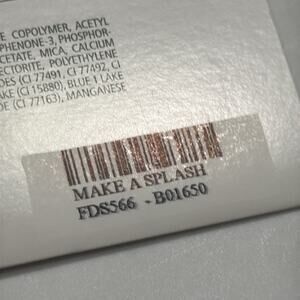 E COPOLYMER, ACETYL
PHENONE-3, PHOSPHOR-
CETATE, MICA, CALCIUM
ECTORITE, POLYETHYLENE
DES (CI 77491, CI 77492, CI
AKE (CI 15880), BLUE 1 LAKE
DE (CI 77163), MANGANESE
MAKE A SPLASH
FDS566 -B01650